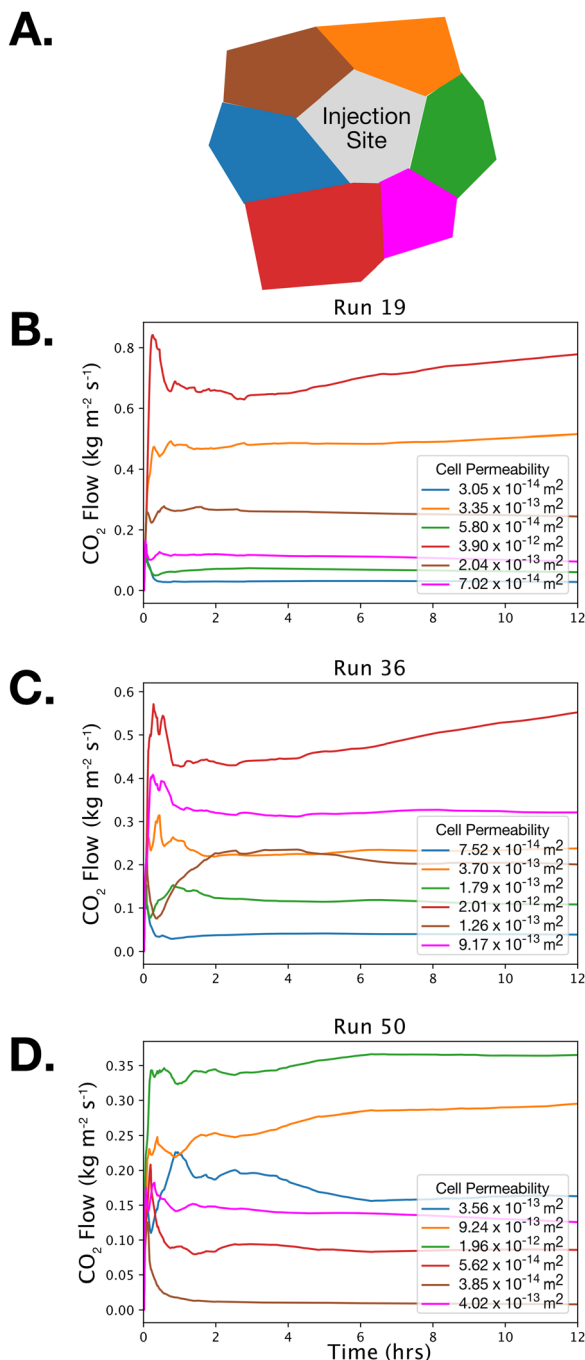 A.
Injection
Site
B.
Run 19
CO₂ Flow (kg m⁻² s⁻¹)
0.8
0.6
0.4
0.2
0.0
Cell Permeability
3.05 x 10⁻¹⁴ m²
3.35 x 10⁻¹³ m²
5.80 x 10⁻¹⁴ m²
3.90 x 10⁻¹² m²
2.04 x 10⁻¹³ m²
7.02 x 10⁻¹⁴ m²
0 2 4 6 8 10 12
C.
Run 36
CO₂ Flow (kg m⁻² s⁻¹)
0.6
0.5
0.4
0.3
0.2
0.1
0.0
Cell Permeability
7.52 x 10⁻¹⁴ m²
3.70 x 10⁻¹³ m²
1.79 x 10⁻¹³ m²
2.01 x 10⁻¹² m²
1.26 x 10⁻¹³ m²
9.17 x 10⁻¹³ m²
0 2 4 6 8 10 12
D.
Run 50
CO₂ Flow (kg m⁻² s⁻¹)
0.35
0.30
0.25
0.20
0.15
0.10
0.05
0.00
Cell Permeability
3.56 x 10⁻¹³ m²
9.24 x 10⁻¹³ m²
1.96 x 10⁻¹² m²
5.62 x 10⁻¹⁴ m²
3.85 x 10⁻¹⁴ m²
4.02 x 10⁻¹³ m²
0 2 4 6 8 10 12
Time (hrs)